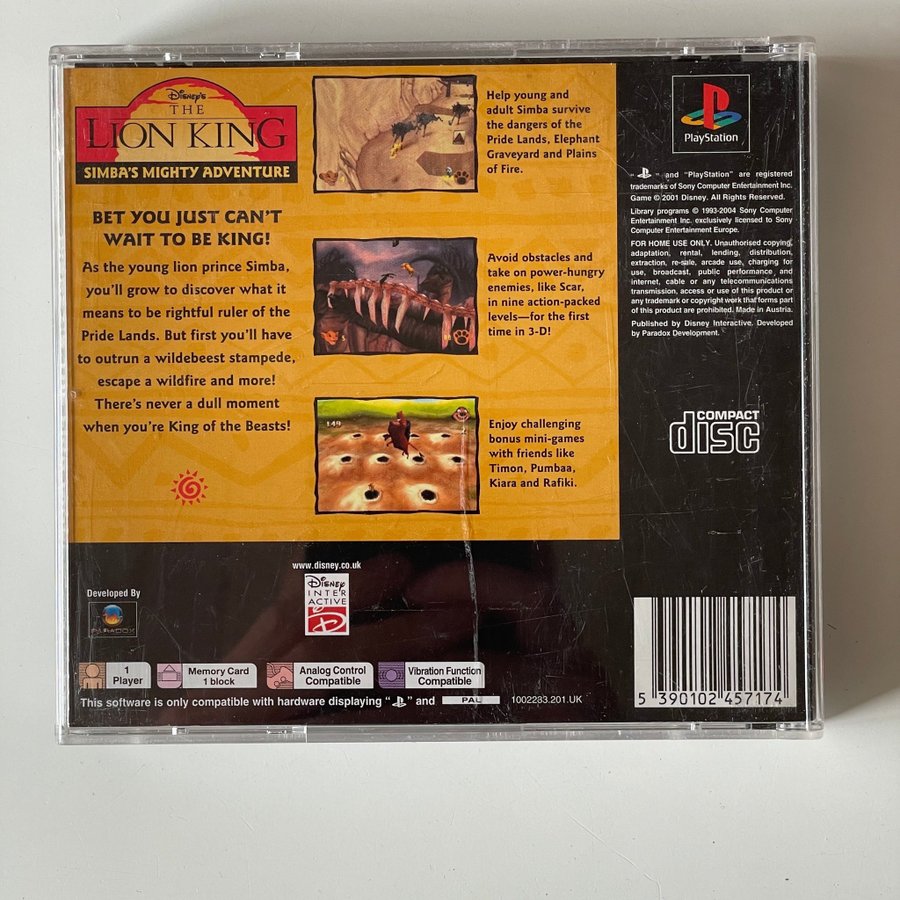 Disney's
THE
LION KING
SIMBA'S MIGHTY ADVENTURE
BET YOU JUST CAN'T
WAIT TO BE KING!
As the young lion prince Simba,
you'll grow to discover what it
means to be rightful ruler of the
Pride Lands. But first you'll have
to outrun a wildebeest stampede,
escape a wildfire and more!
There's never a dull moment
when you're King of the Beasts!
Help young and
adult Simba survive
the dangers of the
Pride Lands, Elephant
Graveyard and Plains
of Fire.
Avoid obstacles and
take on power-hungry
enemies, like Scar,
in nine action-packed
levels—for the first
time in 3-D!
149
Enjoy challenging
bonus mini-games
with friends like
Timon, Pumbaa,
Kiara and Rafiki.
PlayStation
" " and "PlayStation" are registered
trademarks of Sony Computer Entertainment Inc.
Game © 2001 Disney. All Rights Reserved.
Library programs © 1993-2004 Sony Computer
Entertainment Inc. exclusively licensed to Sony
Computer Entertainment Europe.
FOR HOME USE ONLY. Unauthorised copying,
adaptation, rental, lending, distribution,
extraction, re-sale, arcade use, charging for
use, broadcast, public performance and
internet, cable or any telecommunications
transmission, access or use of this product or
any trademark or copyright work that forms part
of this product are prohibited. Made in Austria.
Published by Disney Interactive. Developed
by Paradox Development.
COMPACT
disc
www.disney.co.uk
Disney
INTER
ACTIVE
D
Developed By
PARADOX
1
Player
Memory Card
1 block
Analog Control
Compatible
Vibration Function
Compatible
This software is only compatible with hardware displaying " " and PAL 1002283.201.UK
5 390102 457174